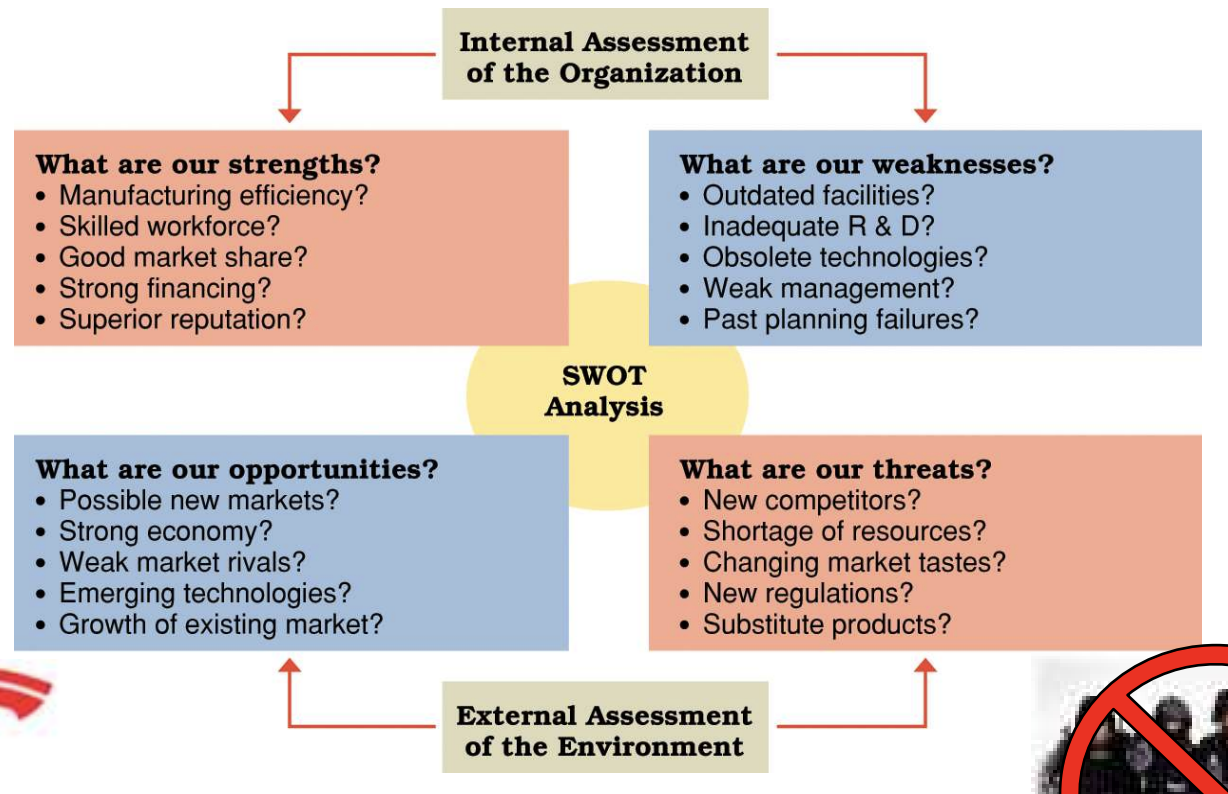 Internal Assessment
of the Organization
What are our strengths?
• Manufacturing efficiency?
• Skilled workforce?
• Good market share?
• Strong financing?
• Superior reputation?
What are our weaknesses?
• Outdated facilities?
• Inadequate R & D?
• Obsolete technologies?
• Weak management?
• Past planning failures?
SWOT
Analysis
What are our opportunities?
• Possible new markets?
• Strong economy?
• Weak market rivals?
• Emerging technologies?
• Growth of existing market?
What are our threats?
• New competitors?
• Shortage of resources?
• Changing market tastes?
• New regulations?
• Substitute products?
External Assessment
of the Environment